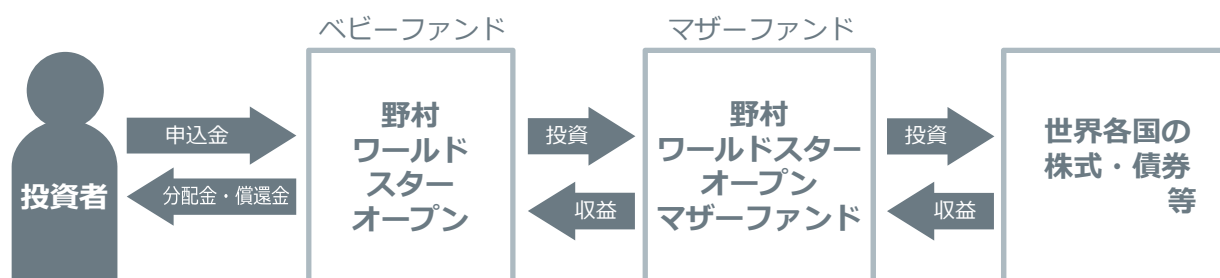 ベビーファンド
マザーファンド
投資者
申込金
分配金・償還金
野村
ワールド
スター
オープン
投資
収益
野村
ワールドスター
オープン
マザーファンド
投資
収益
世界各国の
株式・債券
等